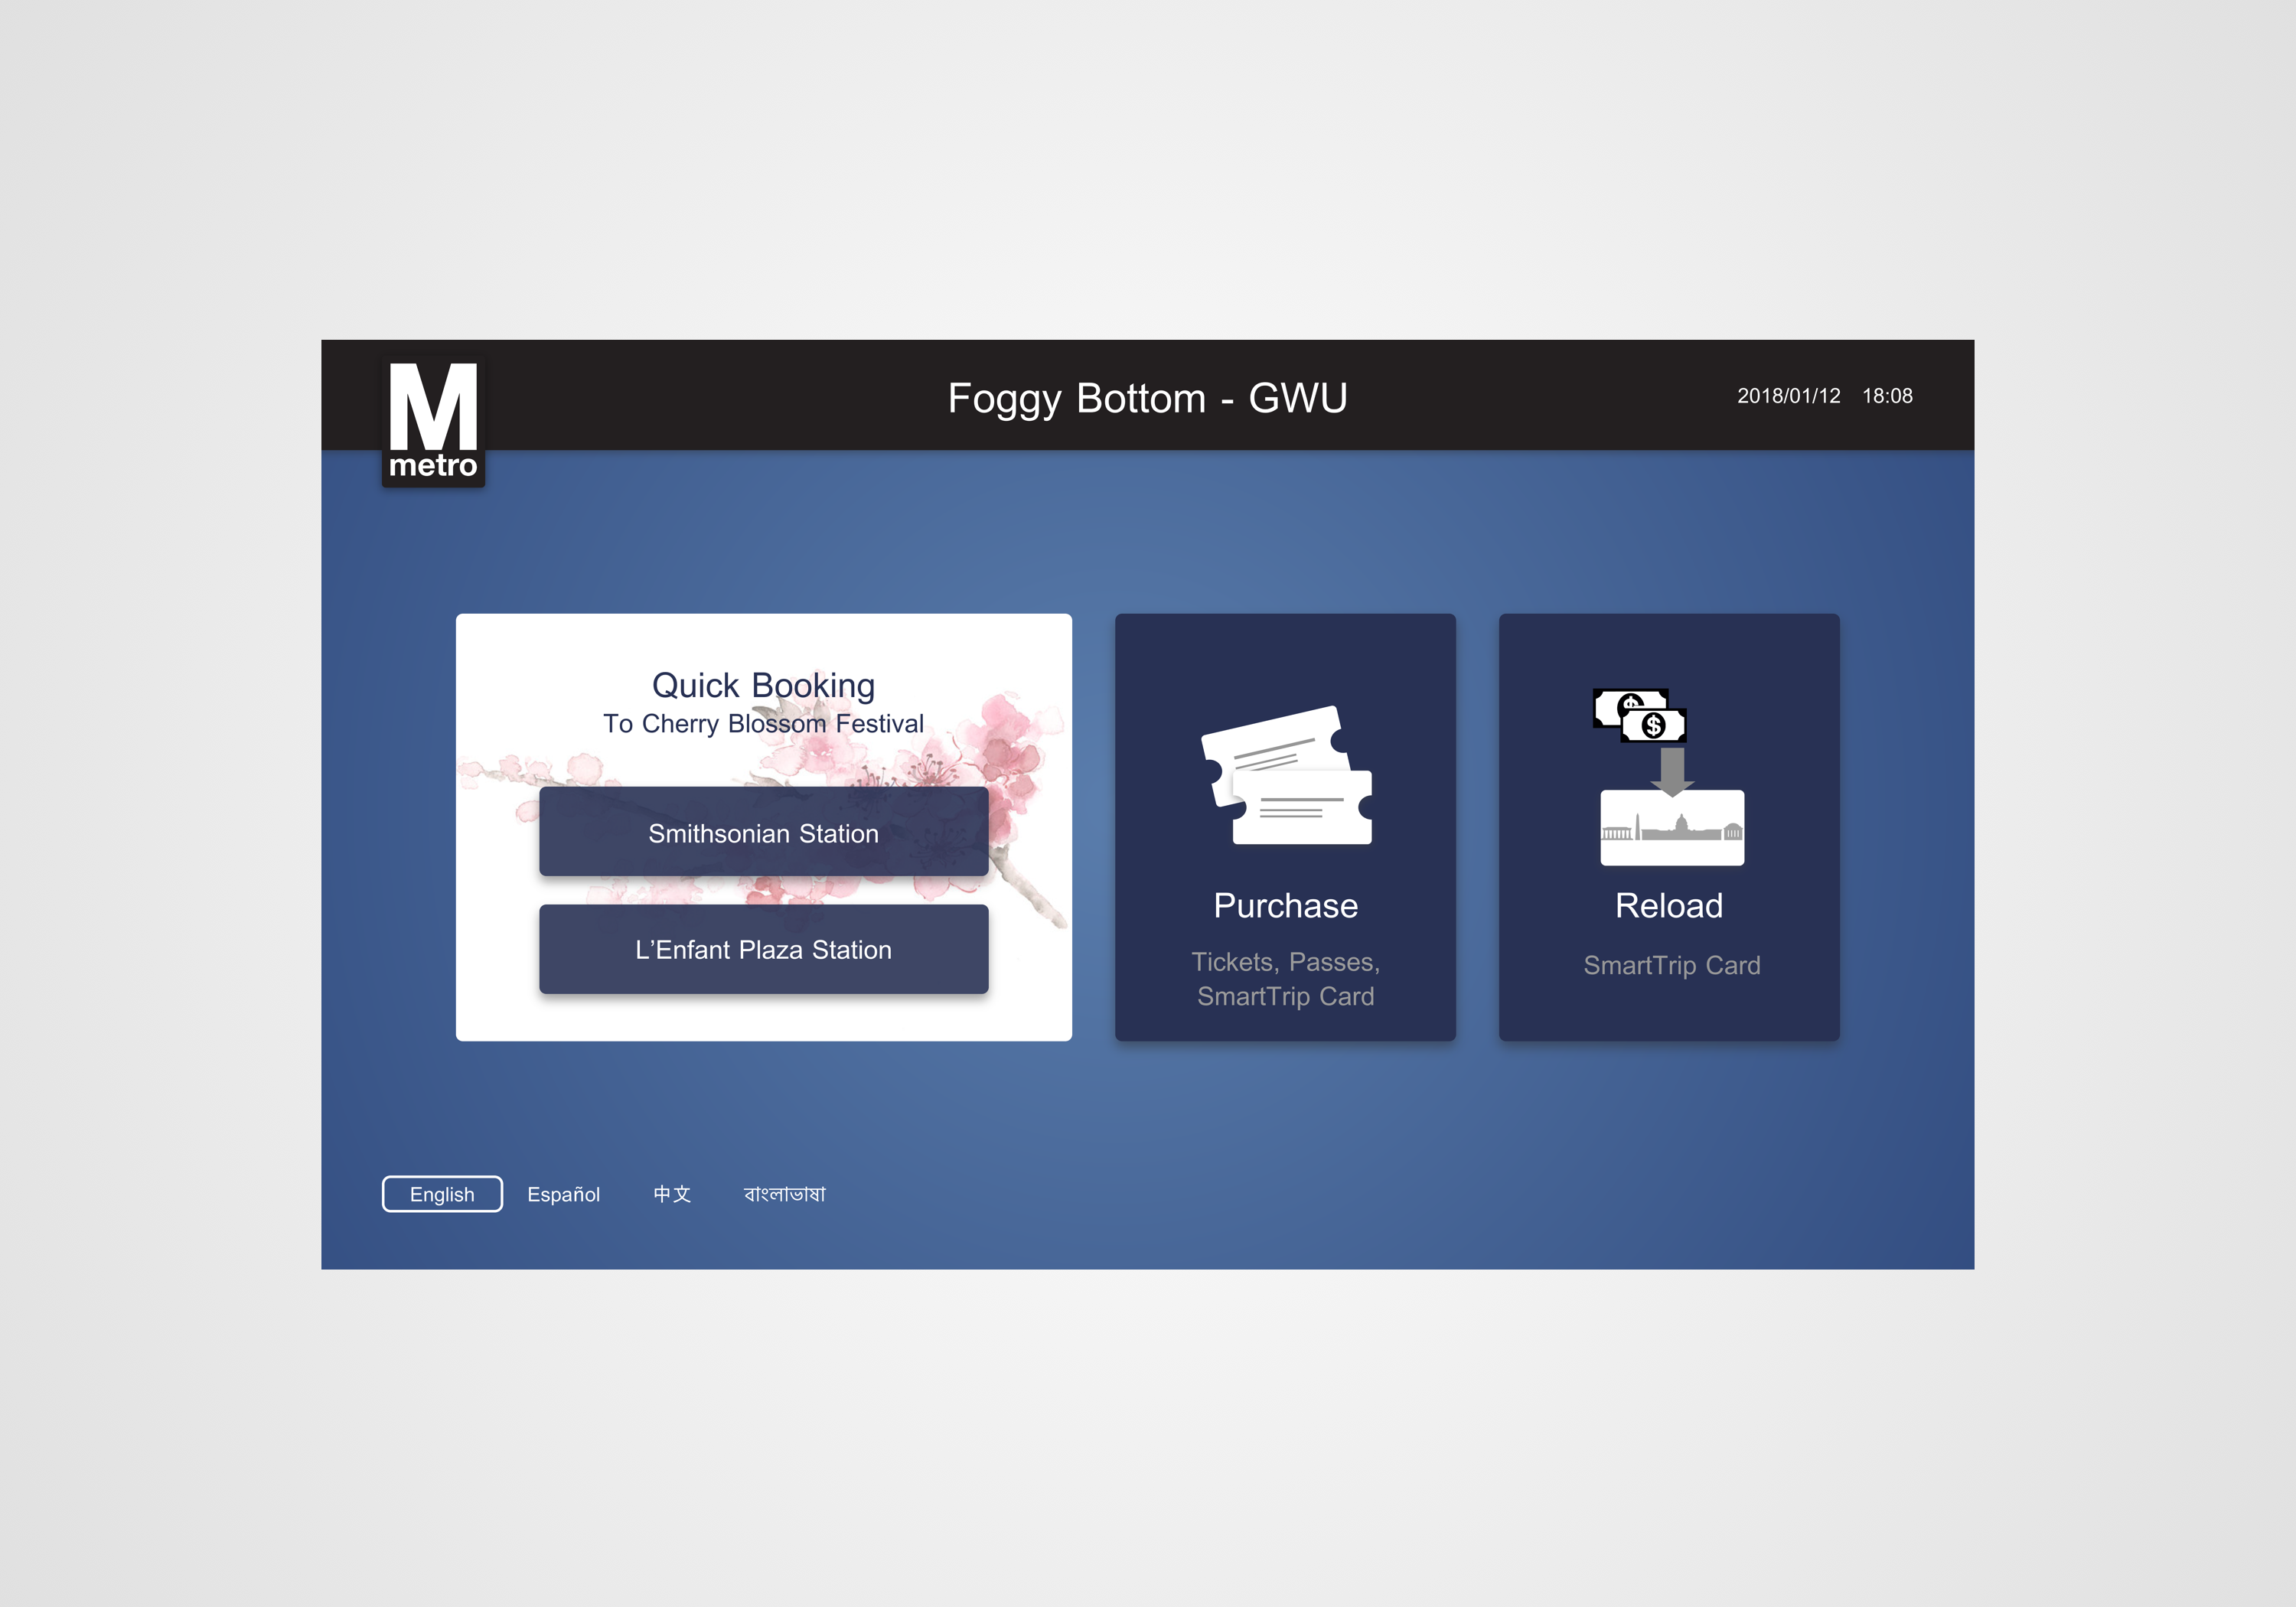 M
metro
Foggy Bottom - GWU
2018/01/12 18:08
Quick Booking
To Cherry Blossom Festival
Smithsonian Station
L’Enfant Plaza Station
Purchase
Tickets, Passes,
SmartTrip Card
$
$
Reload
SmartTrip Card
English Español 中文 বাংলাভাষা